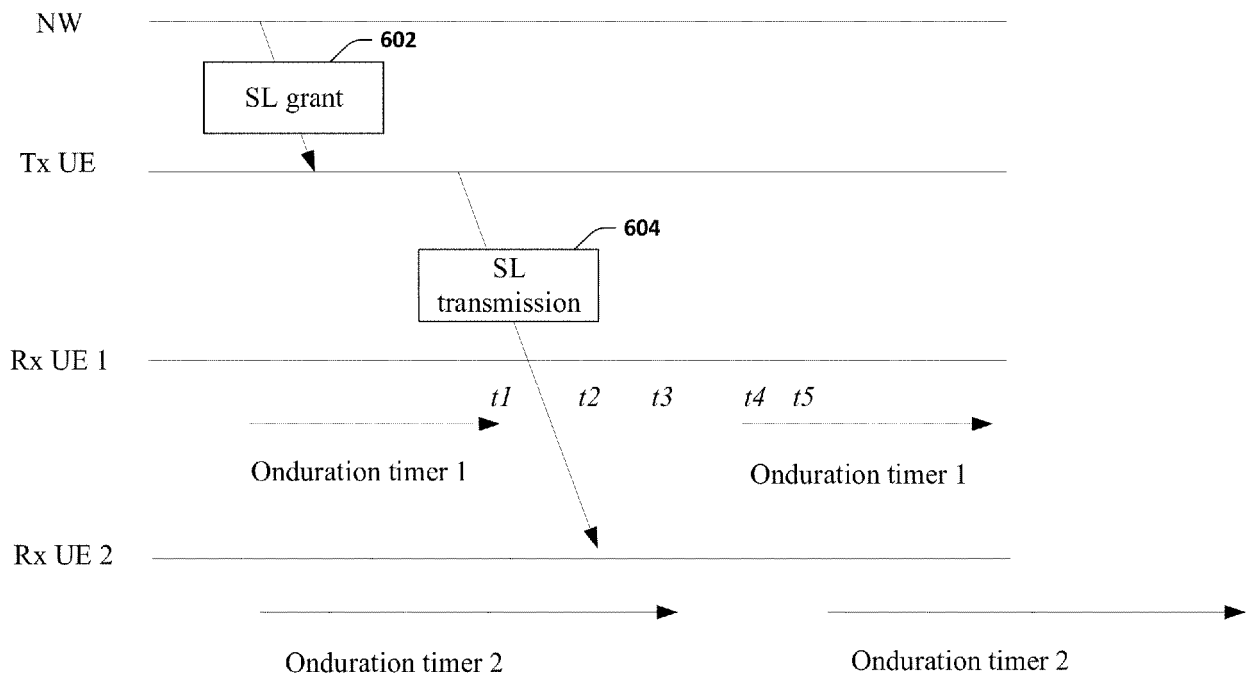 NW
602
SL grant
Tx UE
604
SL
transmission
Rx UE 1
t1 t2 t3 t4 t5
Onduration timer 1 Onduration timer 1
Rx UE 2
Onduration timer 2 Onduration timer 2